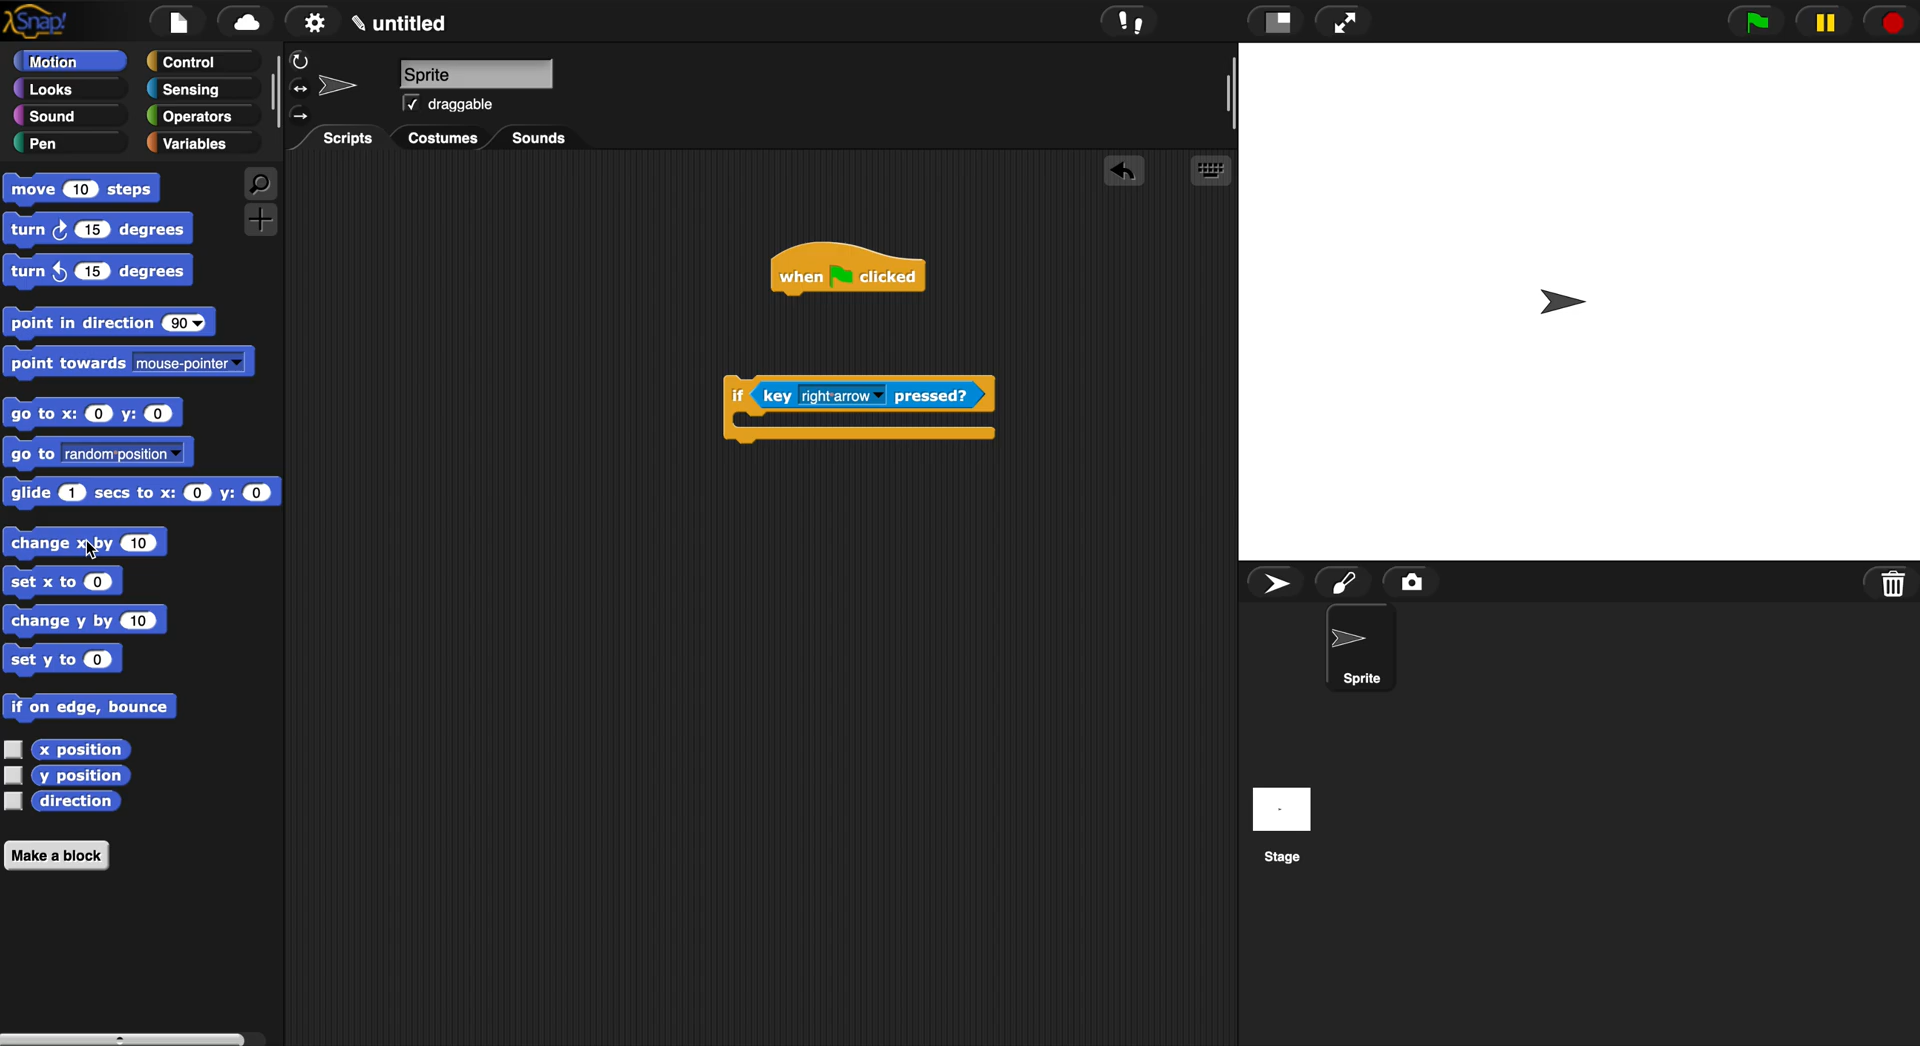 Snap!
untitled
Motion
Control
Looks
Sensing
Sound
Operators
Pen
Variables
Sprite
draggable
Scripts
Costumes
Sounds
move 10 steps
turn 15 degrees
turn 15 degrees
point in direction 90
point towards mouse-pointer
go to x: 0 y: 0
go to random position
glide 1 secs to x: 0 y: 0
change x by 10
set x to 0
change y by 10
set y to 0
if on edge, bounce
x position
y position
direction
Make a block
when clicked
if key right arrow pressed?
Sprite
Stage